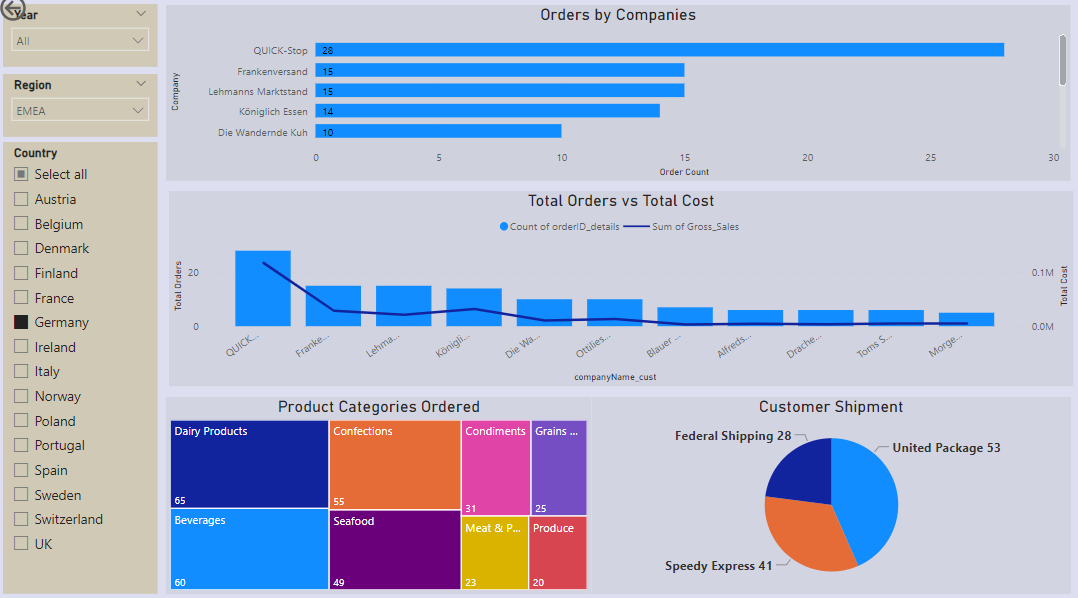 Year
All
Region
EMEA
Country
Select all
Austria
Belgium
Denmark
Finland
France
Germany
Ireland
Italy
Norway
Poland
Portugal
Spain
Sweden
Switzerland
UK
Orders by Companies
Company
QUICK-Stop 28
Frankenversand 15
Lehmanns Marktstand 15
Königlich Essen 14
Die Wandernde Kuh 10
0 5 10 15 20 25 30
Order Count
Total Orders vs Total Cost
Count of orderID_details Sum of Gross_Sales
Total Orders
20
0
0.1M
0.0M
Total Cost
QUICK... Franke... Lehma... Königli... Die Wa... Ottilies... Blauer ... Alfreds... Drache... Toms S... Morge...
companyName_cust
Product Categories Ordered
Dairy Products
65
Beverages
60
Confections
55
Seafood
49
Condiments
31
Grains ...
25
Meat & P...
23
Produce
20
Customer Shipment
Federal Shipping 28
United Package 53
Speedy Express 41